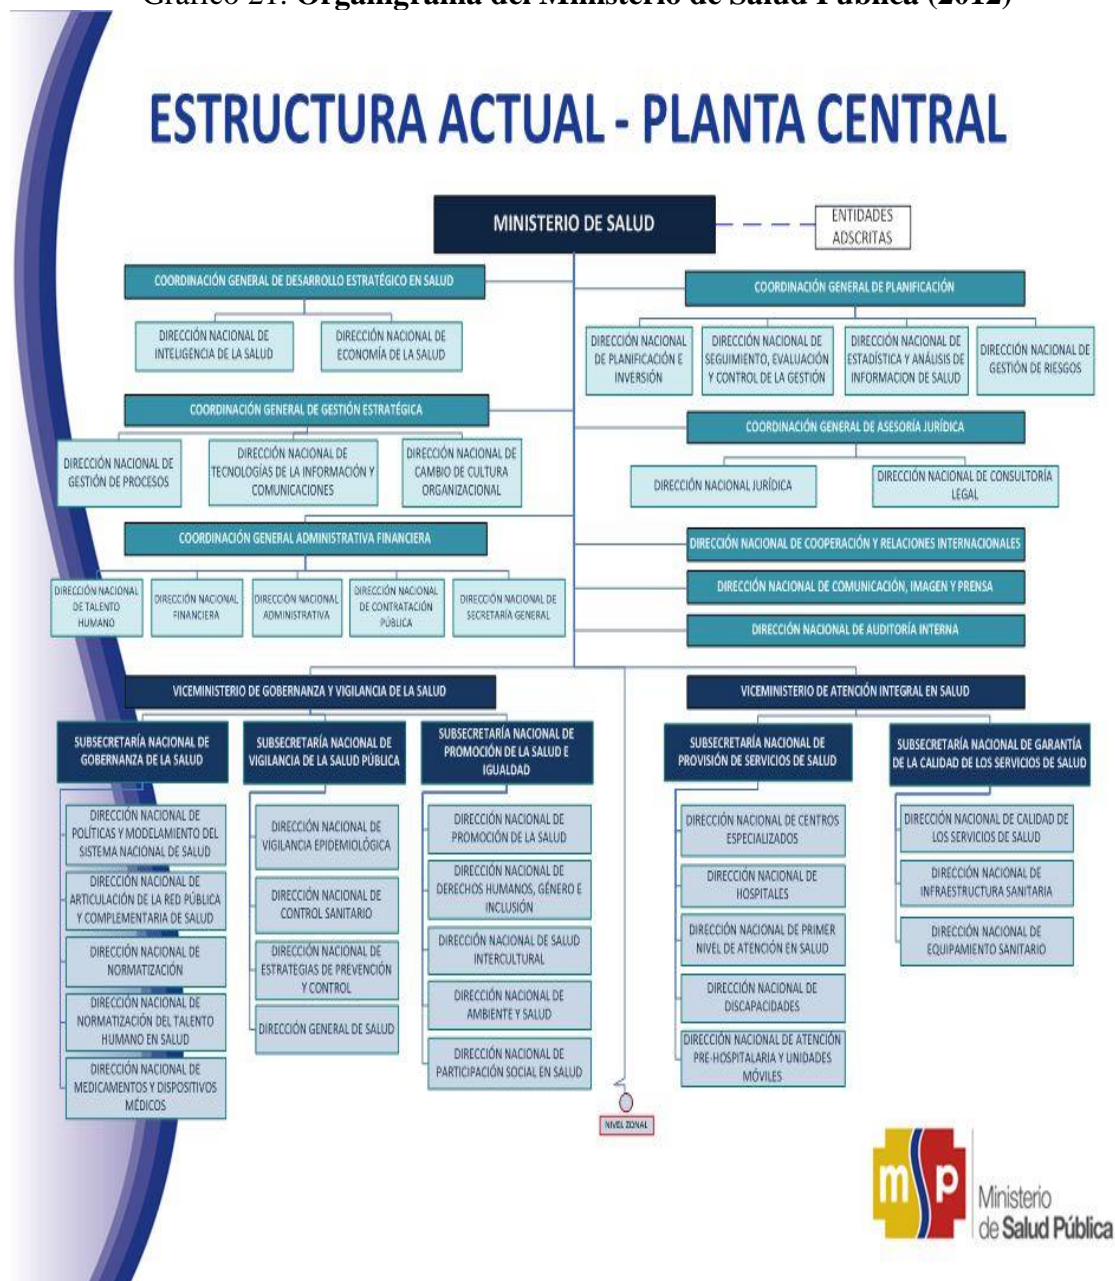 Gráfico 21: Organigrama del Ministerio de Salud Pública (2012)
ESTRUCTURA ACTUAL - PLANTA CENTRAL
MINISTERIO DE SALUD
ENTIDADES
ADSCRITAS
COORDINACIÓN GENERAL DE DESARROLLO ESTRATÉGICO EN SALUD
DIRECCIÓN NACIONAL DE
INTELIGENCIA DE LA SALUD
DIRECCIÓN NACIONAL DE
ECONOMÍA DE LA SALUD
COORDINACIÓN GENERAL DE PLANIFICACIÓN
DIRECCIÓN NACIONAL
DE PLANIFICACIÓN E
INVERSIÓN
DIRECCIÓN NACIONAL DE
SEGUIMIENTO, EVALUACIÓN
Y CONTROL DE LA GESTIÓN
DIRECCIÓN NACIONAL DE
ESTADÍSTICA Y ANÁLISIS DE
INFORMACION DE SALUD
DIRECCIÓN NACIONAL DE
GESTIÓN DE RIESGOS
COORDINACIÓN GENERAL DE GESTIÓN ESTRATÉGICA
DIRECCIÓN NACIONAL DE
GESTIÓN DE PROCESOS
DIRECCIÓN NACIONAL DE
TECNOLOGÍAS DE LA INFORMACIÓN Y
COMUNICACIONES
DIRECCIÓN NACIONAL DE
CAMBIO DE CULTURA
ORGANIZACIONAL
COORDINACIÓN GENERAL DE ASESORÍA JURÍDICA
DIRECCIÓN NACIONAL JURÍDICA
DIRECCIÓN NACIONAL DE CONSULTORÍA
LEGAL
COORDINACIÓN GENERAL ADMINISTRATIVA FINANCIERA
DIRECCIÓN NACIONAL
DE TALENTO
HUMANO
DIRECCIÓN NACIONAL
FINANCIERA
DIRECCIÓN NACIONAL
ADMINISTRATIVA
DIRECCIÓN NACIONAL
DE CONTRATACIÓN
PÚBLICA
DIRECCIÓN NACIONAL DE
SECRETARÍA GENERAL
DIRECCIÓN NACIONAL DE COOPERACIÓN Y RELACIONES INTERNACIONALES
DIRECCIÓN NACIONAL DE COMUNICACIÓN, IMAGEN Y PRENSA
DIRECCIÓN NACIONAL DE AUDITORÍA INTERNA
VICEMINISTERIO DE GOBERNANZA Y VIGILANCIA DE LA SALUD
SUBSECRETARÍA NACIONAL DE
GOBERNANZA DE LA SALUD
DIRECCIÓN NACIONAL DE
POLÍTICAS Y MODELAMIENTO DEL
SISTEMA NACIONAL DE SALUD
DIRECCIÓN NACIONAL DE
ARTICULACIÓN DE LA RED PÚBLICA
Y COMPLEMENTARIA DE SALUD
DIRECCIÓN NACIONAL DE
NORMATIZACIÓN
DIRECCIÓN NACIONAL DE
NORMATIZACIÓN DEL TALENTO
HUMANO EN SALUD
DIRECCIÓN NACIONAL DE
MEDICAMENTOS Y DISPOSITIVOS
MÉDICOS
SUBSECRETARÍA NACIONAL DE
VIGILANCIA DE LA SALUD PÚBLICA
DIRECCIÓN NACIONAL DE
VIGILANCIA EPIDEMIOLÓGICA
DIRECCIÓN NACIONAL DE
CONTROL SANITARIO
DIRECCIÓN NACIONAL DE
ESTRATEGIAS DE PREVENCIÓN
Y CONTROL
DIRECCIÓN GENERAL DE SALUD
SUBSECRETARÍA NACIONAL DE
PROMOCIÓN DE LA SALUD E
IGUALDAD
DIRECCIÓN NACIONAL DE
PROMOCIÓN DE LA SALUD
DIRECCIÓN NACIONAL DE
DERECHOS HUMANOS, GÉNERO E
INCLUSIÓN
DIRECCIÓN NACIONAL DE SALUD
INTERCULTURAL
DIRECCIÓN NACIONAL DE
AMBIENTE Y SALUD
DIRECCIÓN NACIONAL DE
PARTICIPACIÓN SOCIAL EN SALUD
NIVEL ZONAL
VICEMINISTERIO DE ATENCIÓN INTEGRAL EN SALUD
SUBSECRETARÍA NACIONAL DE
PROVISIÓN DE SERVICIOS DE SALUD
DIRECCIÓN NACIONAL DE CENTROS
ESPECIALIZADOS
DIRECCIÓN NACIONAL DE
HOSPITALES
DIRECCIÓN NACIONAL DE PRIMER
NIVEL DE ATENCIÓN EN SALUD
DIRECCIÓN NACIONAL DE
DISCAPACIDADES
DIRECCIÓN NACIONAL DE ATENCIÓN
PRE-HOSPITALARIA Y UNIDADES
MÓVILES
SUBSECRETARÍA NACIONAL DE GARANTÍA
DE LA CALIDAD DE LOS SERVICIOS DE SALUD
DIRECCIÓN NACIONAL DE CALIDAD DE
LOS SERVICIOS DE SALUD
DIRECCIÓN NACIONAL DE
INFRAESTRUCTURA SANITARIA
DIRECCIÓN NACIONAL DE
EQUIPAMIENTO SANITARIO
msp
Ministerio
de Salud Pública